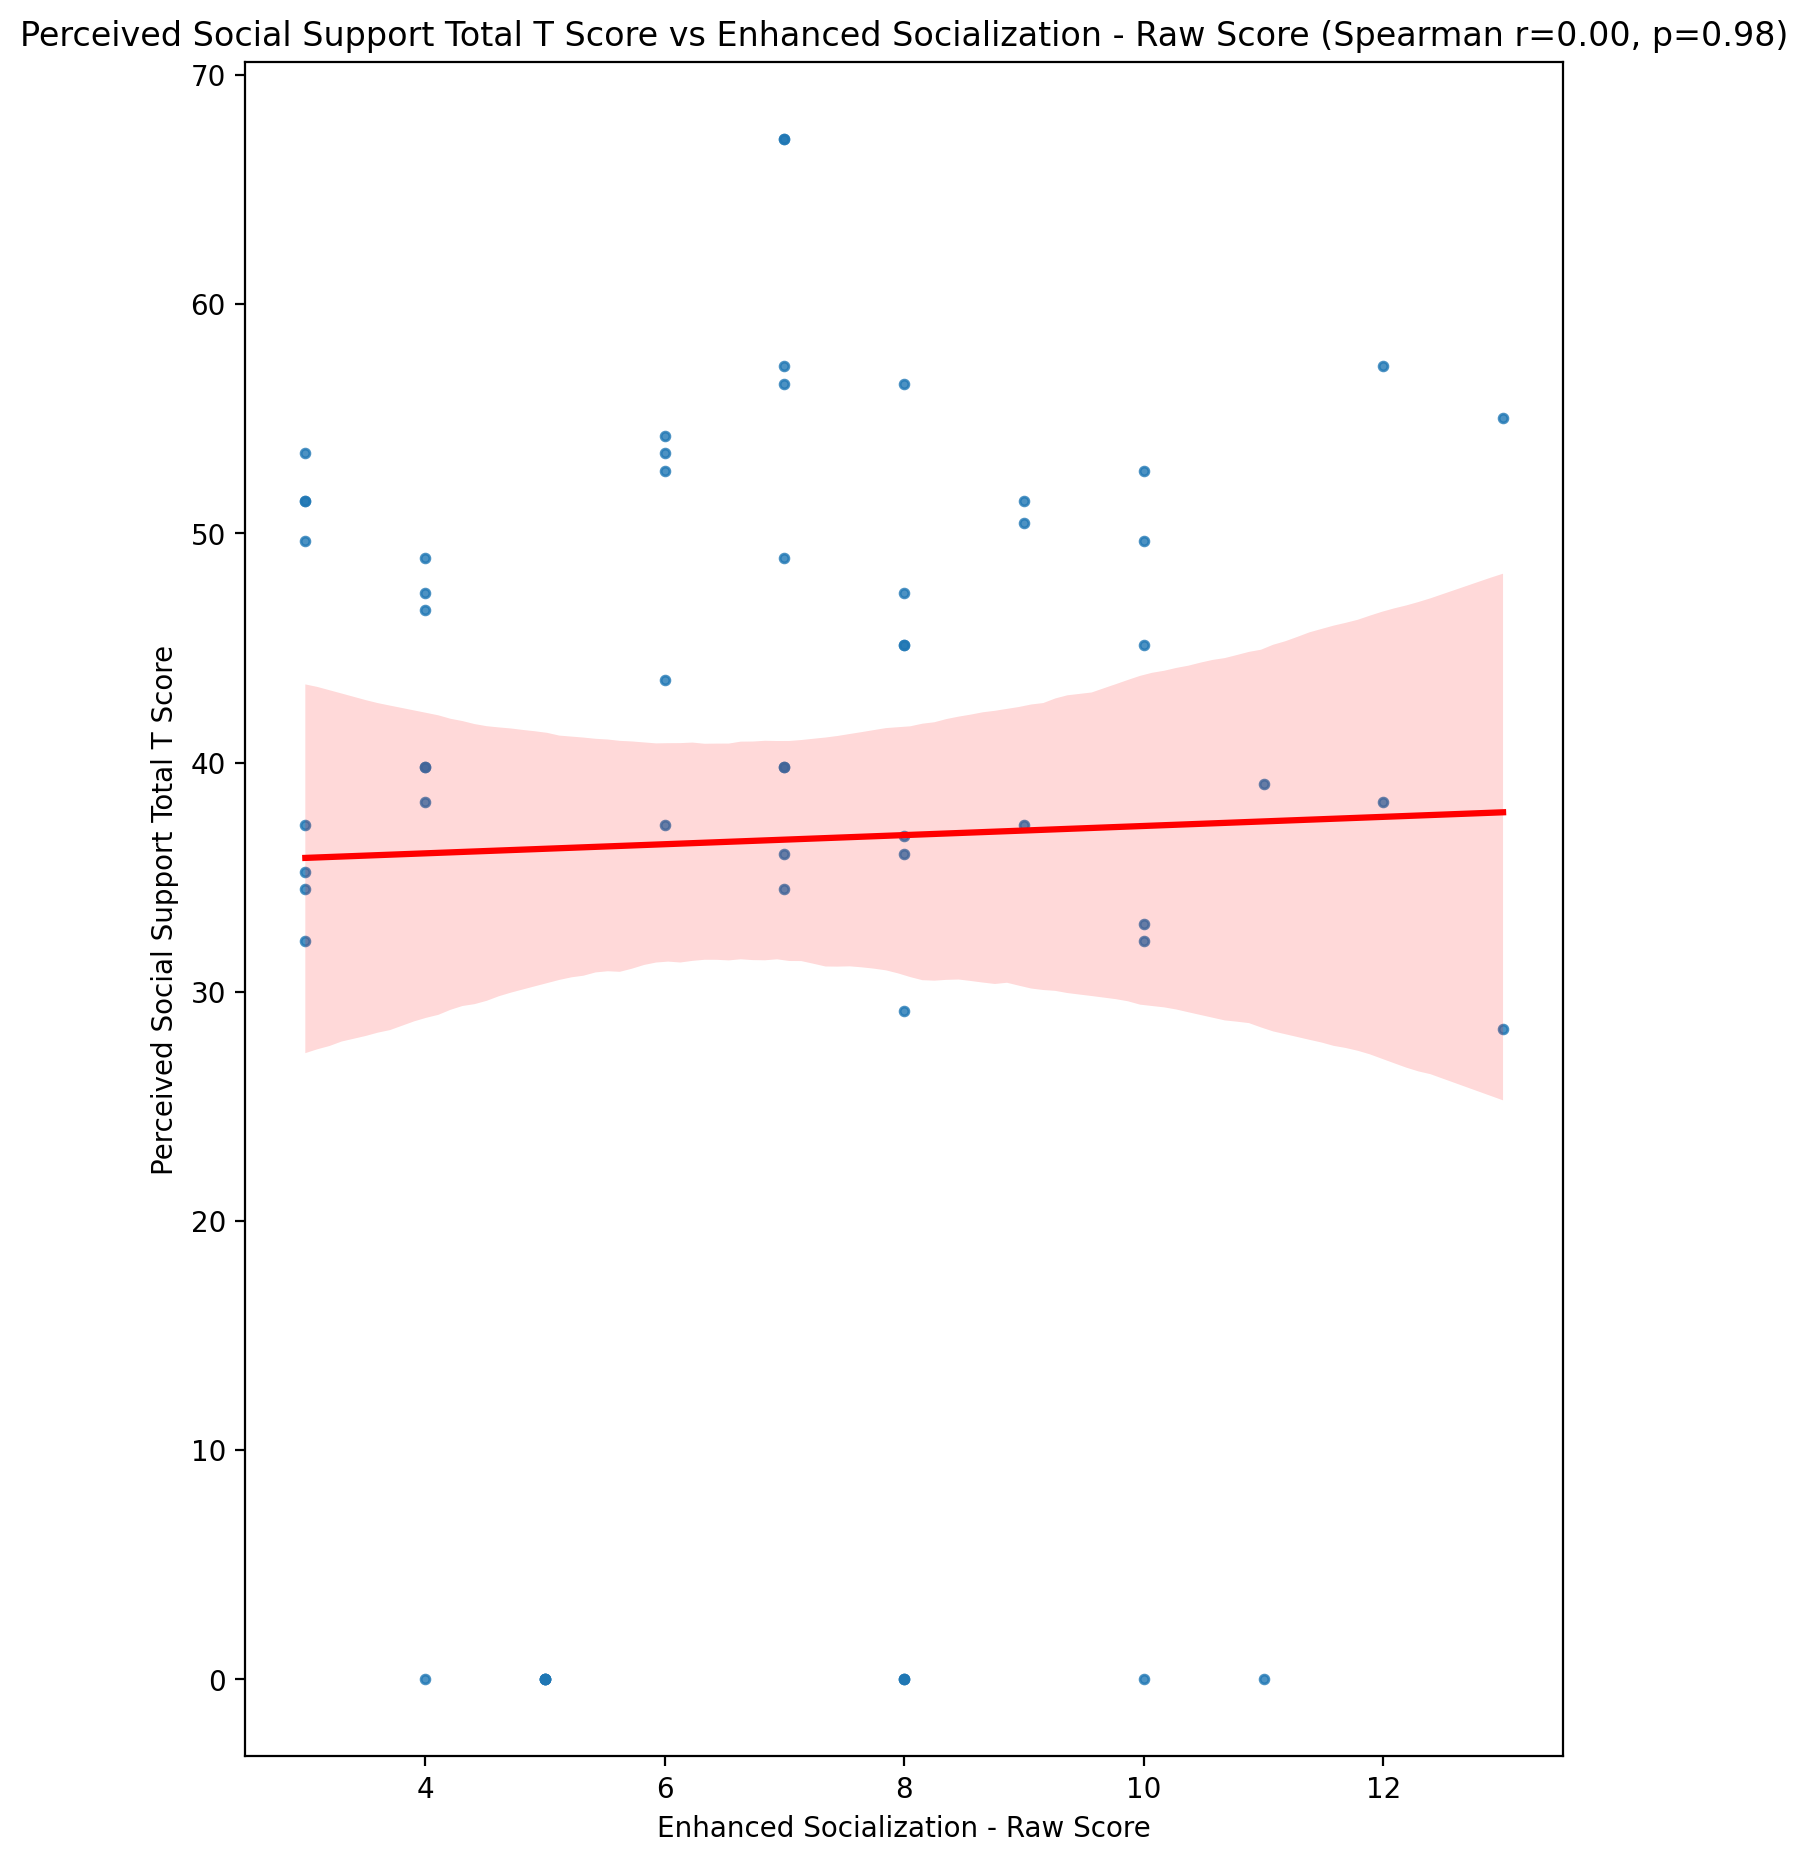 Perceived Social Support Total T Score vs Enhanced Socialization - Raw Score (Spearman r=0.00, p=0.98)
70
60
50
40
30
20
10
0
Perceived Social Support Total T Score
4 6 8 10 12
Enhanced Socialization - Raw Score